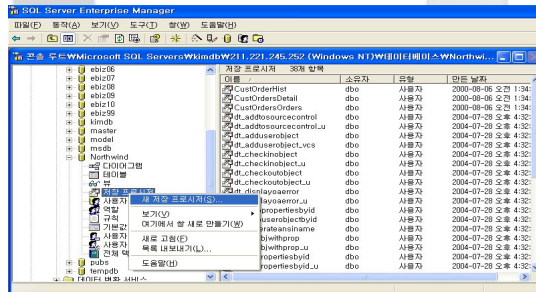 SQL Server Enterprise Manager
파일(F) 동작(A) 보기(V) 도구(T) 창(W) 도움말(H)
콘솔 루트₩Microsoft SQL Servers₩kimdb₩211.221.245.252 (Windows NT)₩데이터베이스₩Northwi...
ebiz06
ebiz07
ebiz08
ebiz09
ebiz10
ebiz99
kimdb
master
model
msdb
Northwind
다이어그램
테이블
뷰
저장 프로시저
사용자
역할
규칙
기본값
사용자
사용자
전체 텍
pubs
tempdb
데이터 변환 서비스
새 저장 프로시저(S)...
보기(V)
여기에서 창 새로 만들기(W)
새로 고침(F)
목록 내보내기(L)...
도움말(H)
저장 프로시저 38개 항목
이름 소유자 유형 만든 날짜
CustOrderHist dbo 사용자 2000-08-06 오전 1:34:
CustOrdersDetail dbo 사용자 2000-08-06 오전 1:34:
CustOrdersOrders dbo 사용자 2000-08-06 오전 1:34:
dt_addtosourcecontrol dbo 사용자 2004-07-28 오후 4:32:
dt_addtosourcecontrol_u dbo 사용자 2004-07-28 오후 4:32:
dt_adduserobject dbo 사용자 2004-07-28 오후 4:32:
dt_adduserobject_vcs dbo 사용자 2004-07-28 오후 4:32:
dt_checkinobject dbo 사용자 2004-07-28 오후 4:32:
dt_checkinobject_u dbo 사용자 2004-07-28 오후 4:32:
dt_checkoutobject dbo 사용자 2004-07-28 오후 4:32:
dt_checkoutobject_u dbo 사용자 2004-07-28 오후 4:32:
dt_displayoaerror dbo 사용자 2004-07-28 오후 4:32:
ayoaerror_u dbo 사용자 2004-07-28 오후 4:32:
propertiesbyid dbo 사용자 2004-07-28 오후 4:32:
userobjectbyid dbo 사용자 2004-07-28 오후 4:32:
erateansiname dbo 사용자 2004-07-28 오후 4:32:
bjwithprop dbo 사용자 2004-07-28 오후 4:32:
bjwithprop_u dbo 사용자 2004-07-28 오후 4:32:
ropertiesbyid dbo 사용자 2004-07-28 오후 4:32:
ropertiesbyid_u dbo 사용자 2004-07-28 오후 4:32: